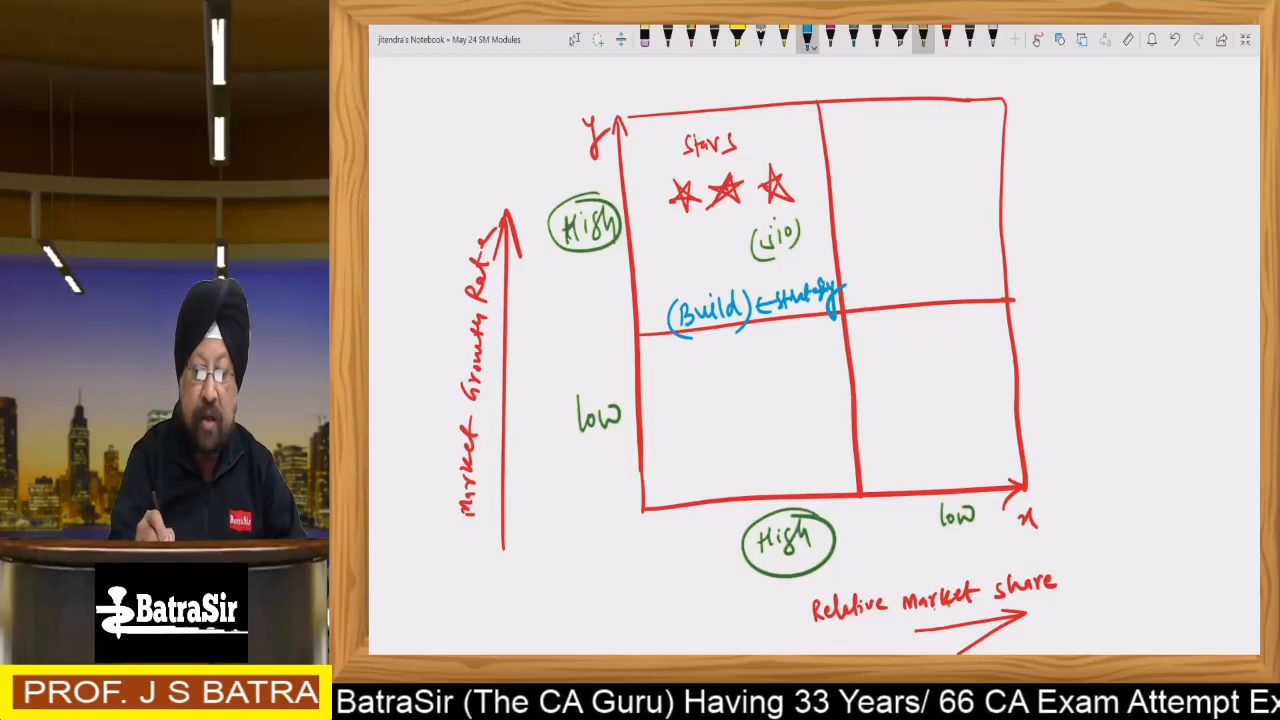 jitendra's Notebook » May 24 SM Modules
y
Stars
High
(Jio)
Market Growth Rate
(Build) ← strategy
low
High
low
x
Relative Market share
BatraSir
BatraSir
PROF. J S BATRA
BatraSir (The CA Guru) Having 33 Years/ 66 CA Exam Attempt Ex